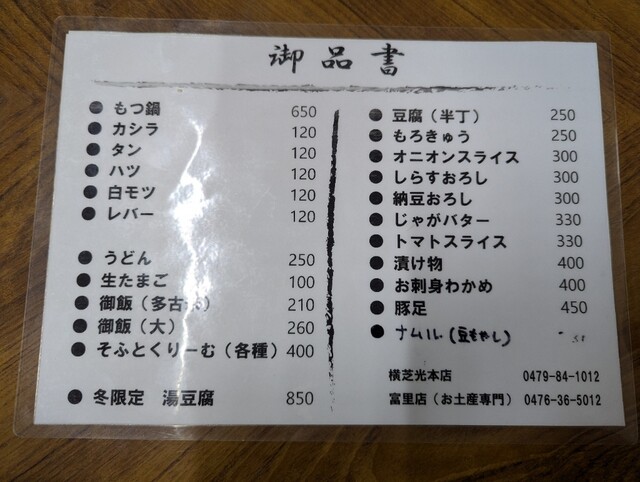 御品書
● もつ鍋 650
● カシラ 120
● タン 120
● ハツ 120
● 白モツ 120
● レバー 120
● うどん 250
● 生たまご 100
● 御飯（多古米） 210
● 御飯（大） 260
● そふとくりーむ（各種） 400
● 冬限定 湯豆腐 850
● 豆腐（半丁） 250
● もろきゅう 250
● オニオンスライス 300
● しらすおろし 300
● 納豆おろし 300
● じゃがバター 330
● トマトスライス 330
● 漬け物 400
● お刺身わかめ 400
● 豚足 450
● ナムル（豆もやし）
横芝光本店 0479-84-1012
富里店（お土産専門） 0476-36-5012